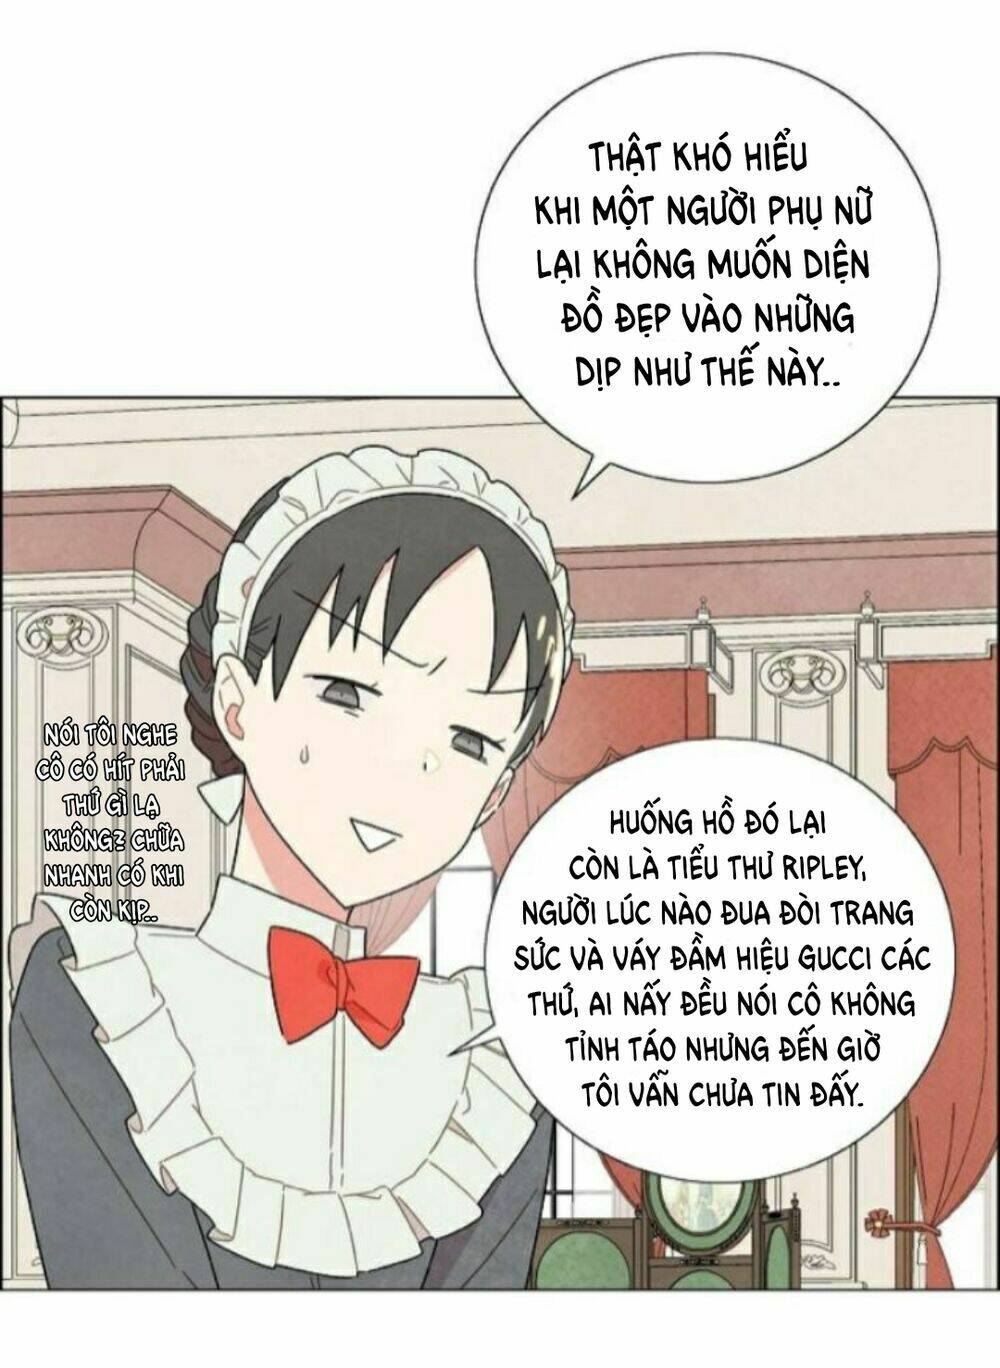 THẬT KHÓ HIỂU
KHI MỘT NGƯỜI PHỤ NỮ
LẠI KHÔNG MUỐN DIỆN
ĐỒ ĐẸP VÀO NHỮNG
DỊP NHƯ THẾ NÀY..
NÓI TÔI NGHE
CÔ CÓ HÍT PHẢI
THỨ GÌ LẠ
KHÔNG? CHỮA
NHANH CÓ KHI
CÒN KỊP..
HUỐNG HỒ ĐÓ LẠI
CÒN LÀ TIỂU THƯ RIPLEY,
NGƯỜI LÚC NÀO ĐUA ĐÒI TRANG
SỨC VÀ VÁY ĐẦM HIỆU GUCCI CÁC
THỨ, AI NẤY ĐỀU NÓI CÔ KHÔNG
TỈNH TÁO NHƯNG ĐẾN GIỜ
TÔI VẪN CHƯA TIN ĐẤY.